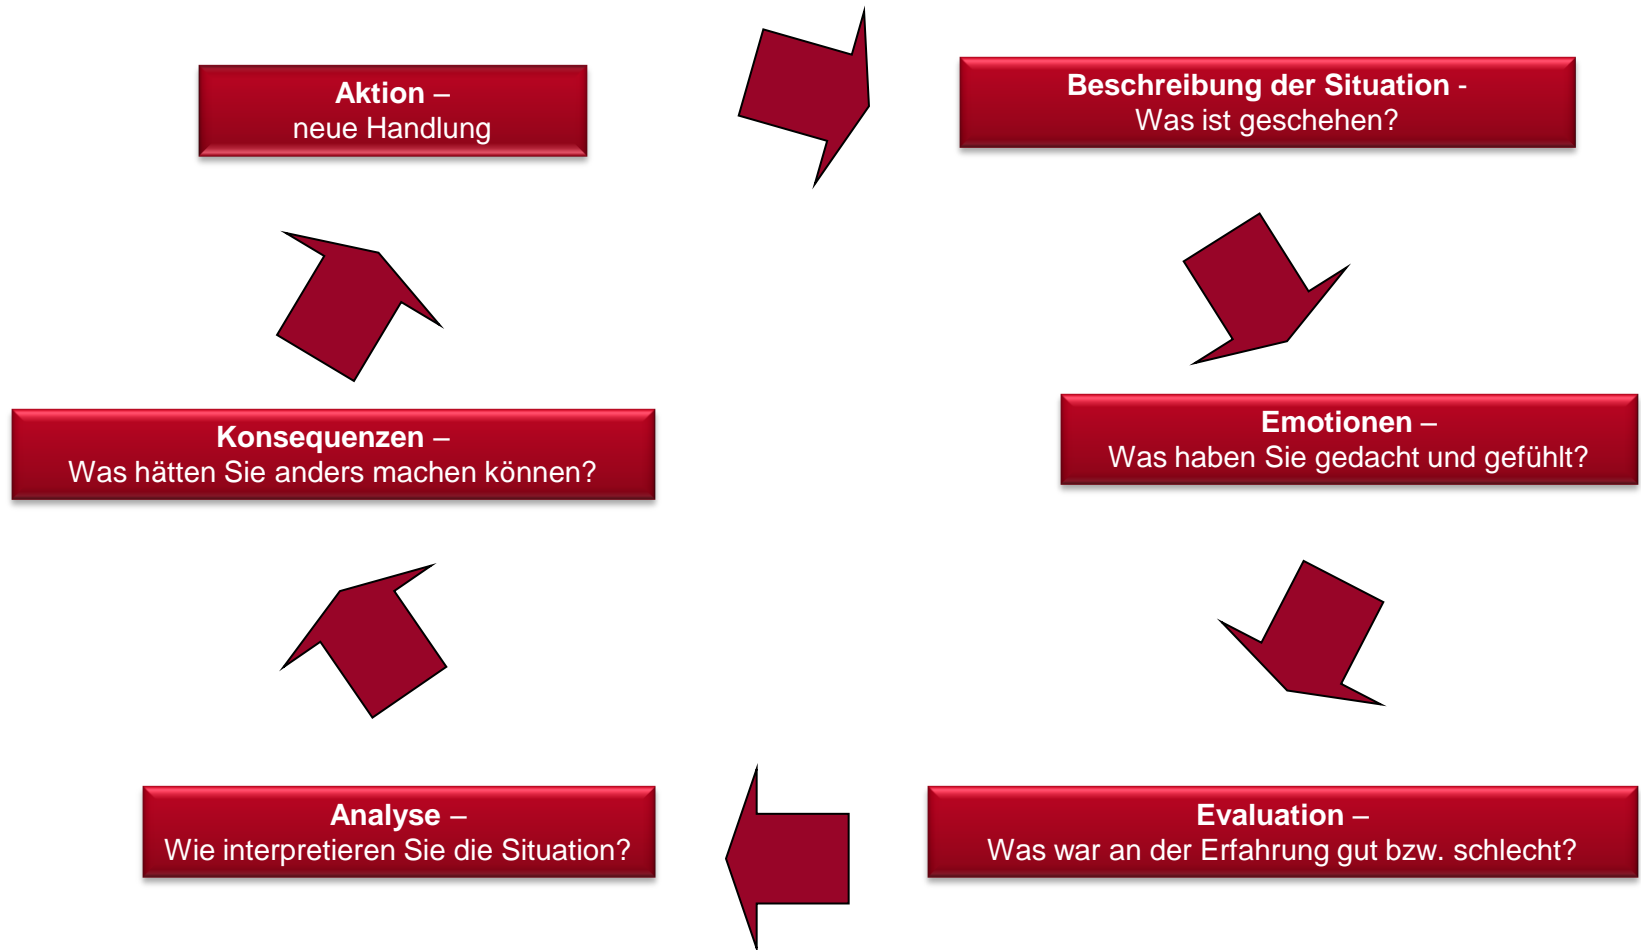 Aktion –
neue Handlung
Beschreibung der Situation -
Was ist geschehen?
Emotionen –
Was haben Sie gedacht und gefühlt?
Evaluation –
Was war an der Erfahrung gut bzw. schlecht?
Analyse –
Wie interpretieren Sie die Situation?
Konsequenzen –
Was hätten Sie anders machen können?